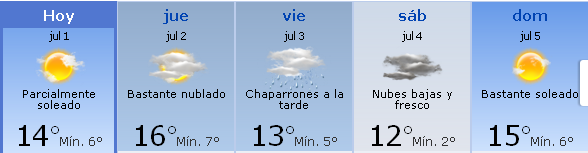 Hoy jue vie sáb dom
jul 1 jul 2 jul 3 jul 4 jul 5
Parcialmente soleado Bastante nublado Chaparrones a la tarde Nubes bajas y fresco Bastante soleado
14° Mín. 6° 16° Mín. 7° 13° Mín. 5° 12° Mín. 2° 15° Mín. 6°